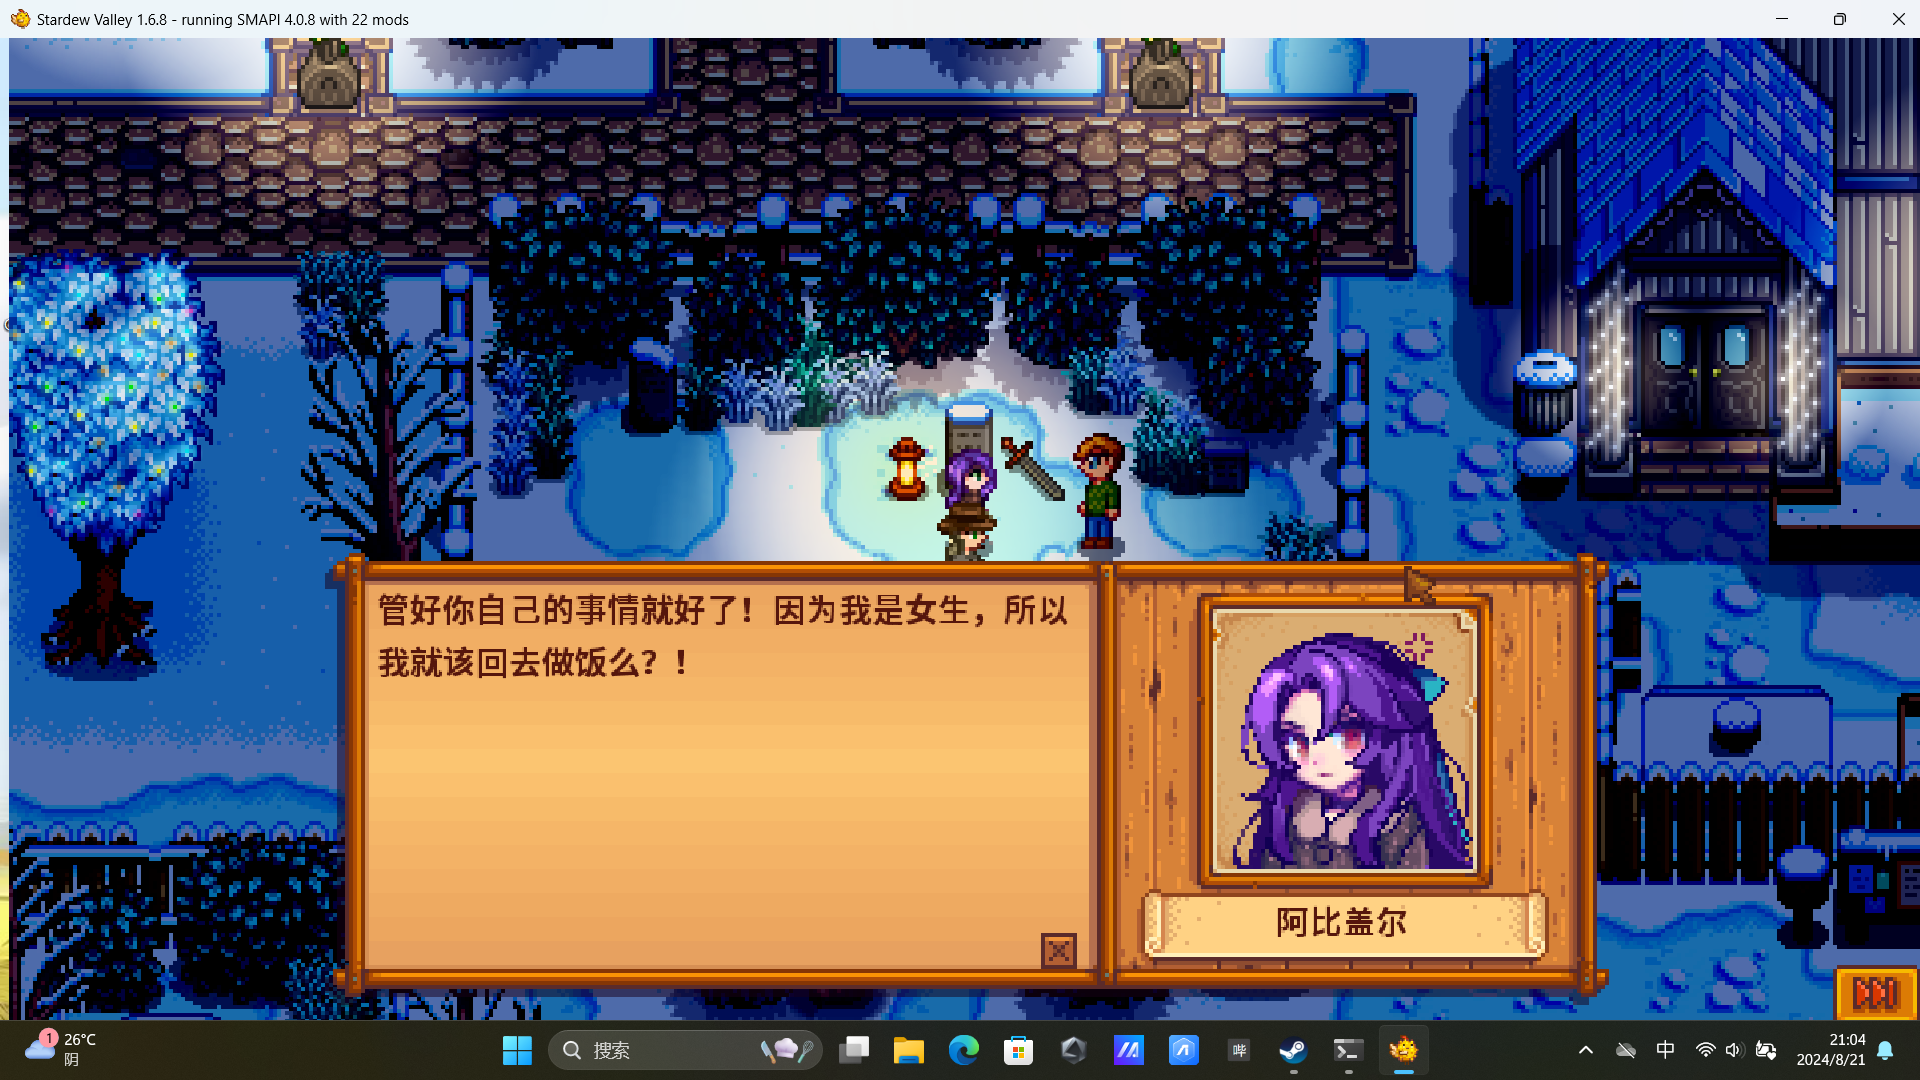 Stardew Valley 1.6.8 - running SMAPI 4.0.8 with 22 mods
管好你自己的事情就好了！因为我是女生，所以
我就该回去做饭么？！
阿比盖尔
1
26°C
阴
搜索
哔
中
21:04
2024/8/21